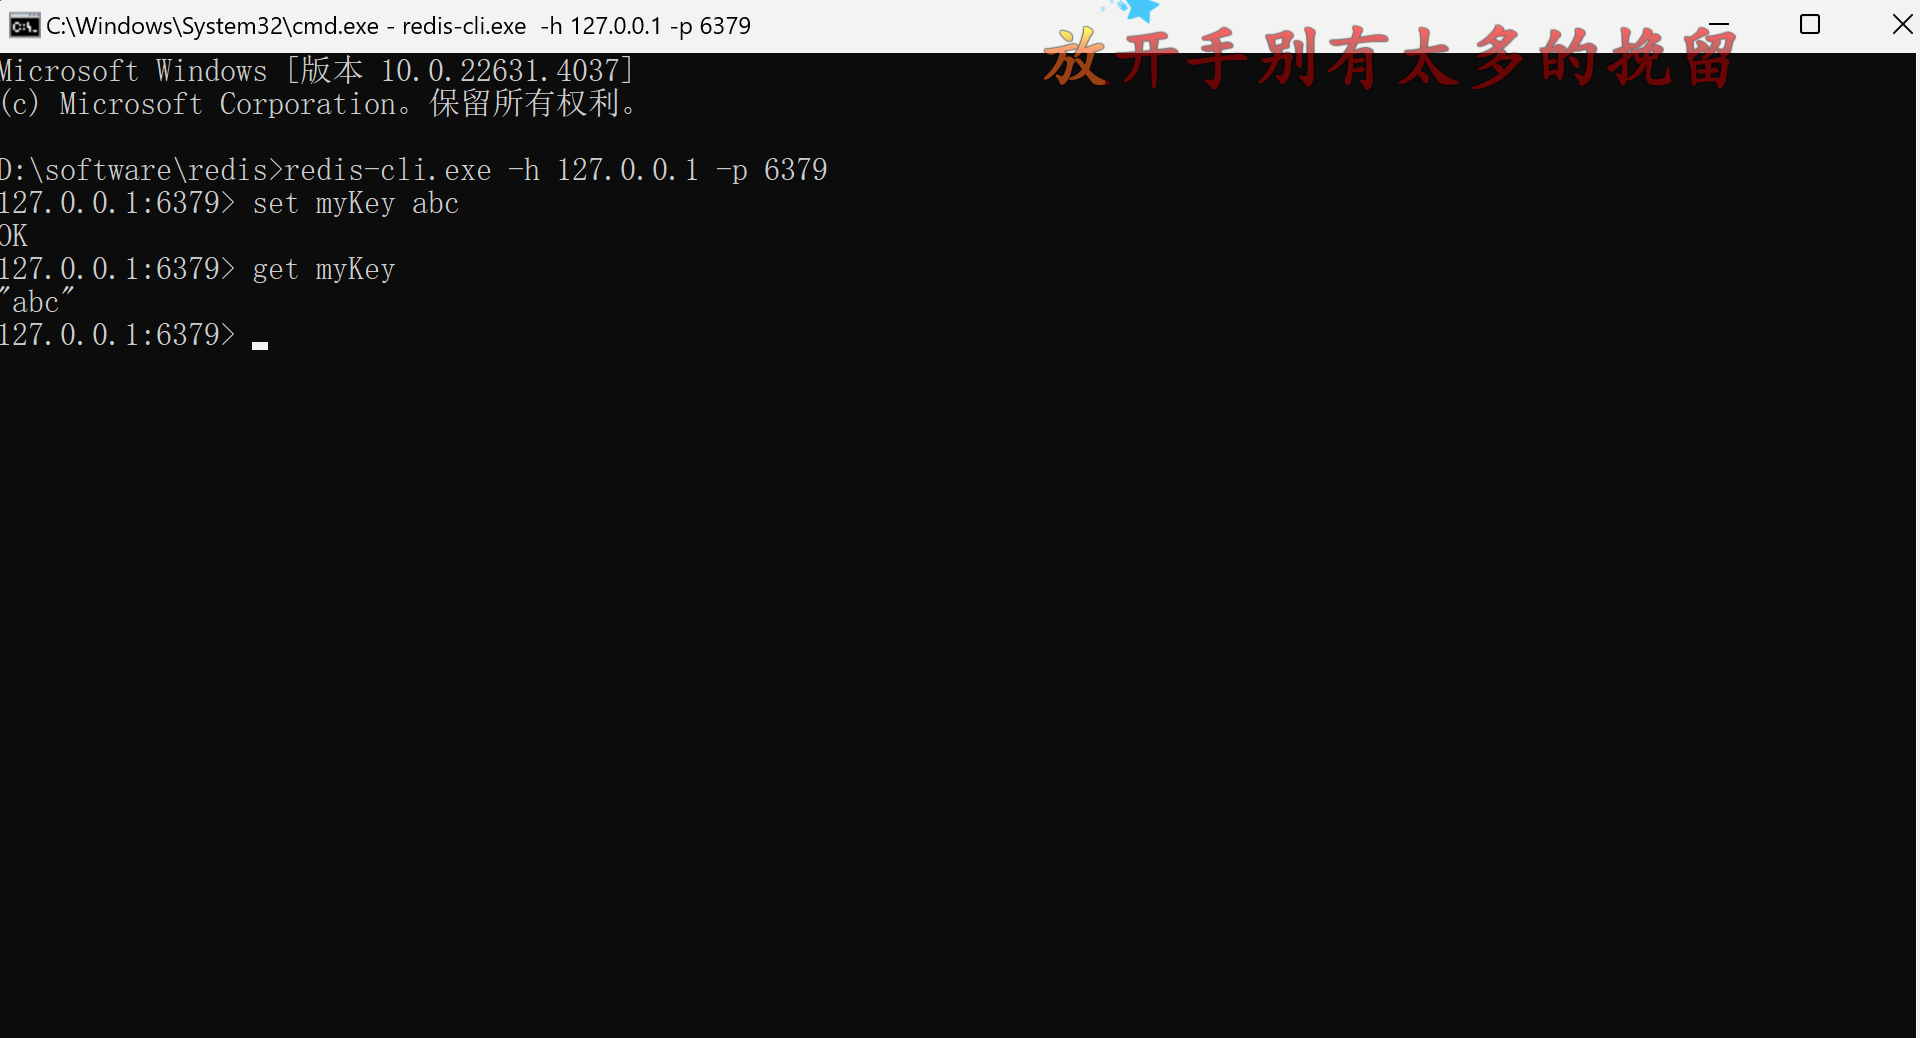 C:\Windows\System32\cmd.exe - redis-cli.exe  -h 127.0.0.1 -p 6379
放开手别有太多的挽留
Microsoft Windows [版本 10.0.22631.4037]
(c) Microsoft Corporation。保留所有权利。
D:\software\redis>redis-cli.exe -h 127.0.0.1 -p 6379
127.0.0.1:6379> set myKey abc
OK
127.0.0.1:6379> get myKey
"abc"
127.0.0.1:6379>